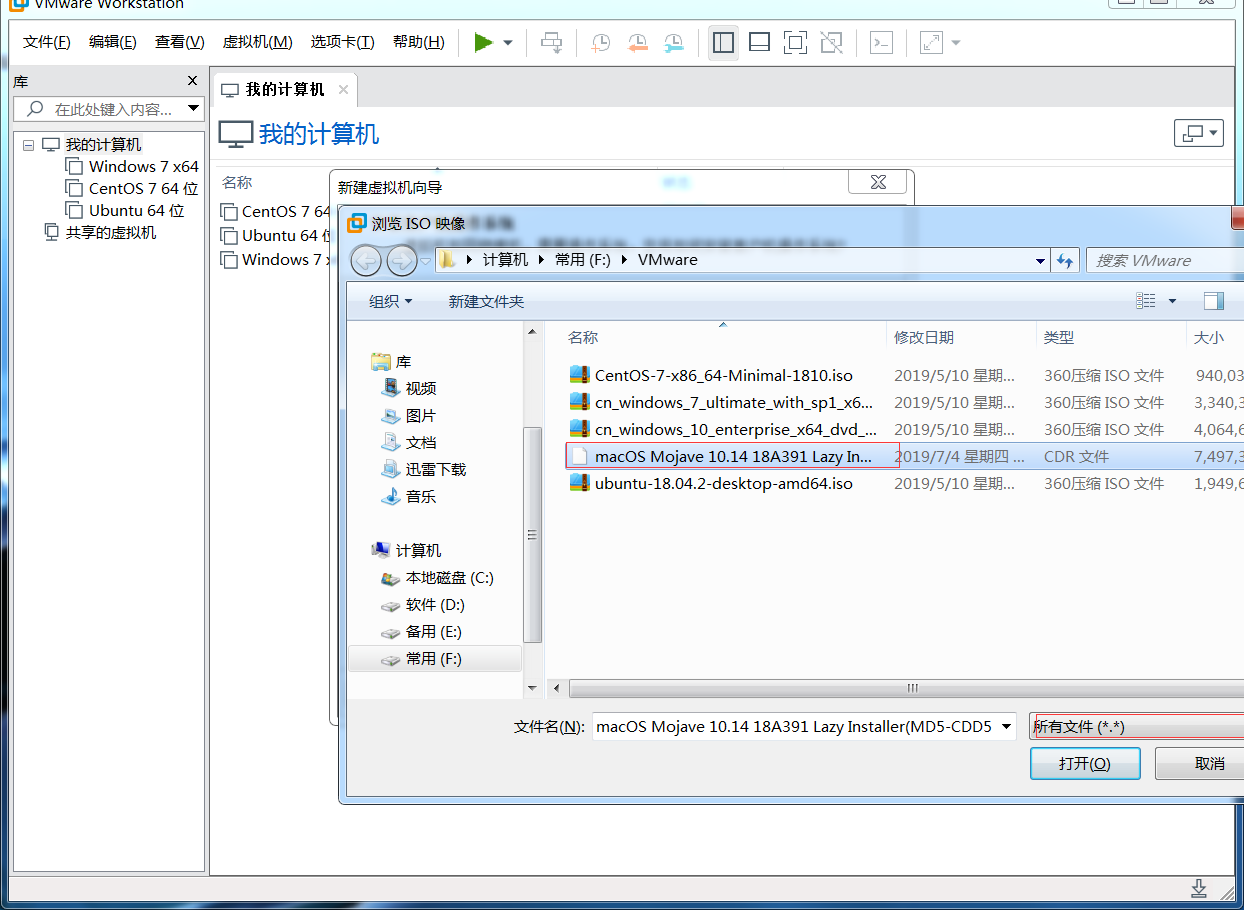 VMware Workstation
文件(F) 编辑(E) 查看(V) 虚拟机(M) 选项卡(T) 帮助(H)
库
在此处键入内容...
我的计算机
Windows 7 x64
CentOS 7 64 位
Ubuntu 64 位
共享的虚拟机
我的计算机
我的计算机
名称
CentOS 7 64
Ubuntu 64 位
Windows 7
新建虚拟机向导
浏览 ISO 映像
计算机 常用 (F:) VMware
搜索 VMware
组织 新建文件夹
库
视频
图片
文档
迅雷下载
音乐
计算机
本地磁盘 (C:)
软件 (D:)
备用 (E:)
常用 (F:)
名称 修改日期 类型 大小
CentOS-7-x86_64-Minimal-1810.iso 2019/5/10 星期... 360压缩 ISO 文件 940,03
cn_windows_7_ultimate_with_sp1_x6... 2019/5/10 星期... 360压缩 ISO 文件 3,340,3
cn_windows_10_enterprise_x64_dvd_... 2019/5/10 星期... 360压缩 ISO 文件 4,064,6
macOS Mojave 10.14 18A391 Lazy In... 2019/7/4 星期四 ... CDR 文件 7,497,3
ubuntu-18.04.2-desktop-amd64.iso 2019/5/10 星期... 360压缩 ISO 文件 1,949,6
文件名(N): macOS Mojave 10.14 18A391 Lazy Installer(MD5-CDD5 所有文件 (*.*)
打开(O) 取消